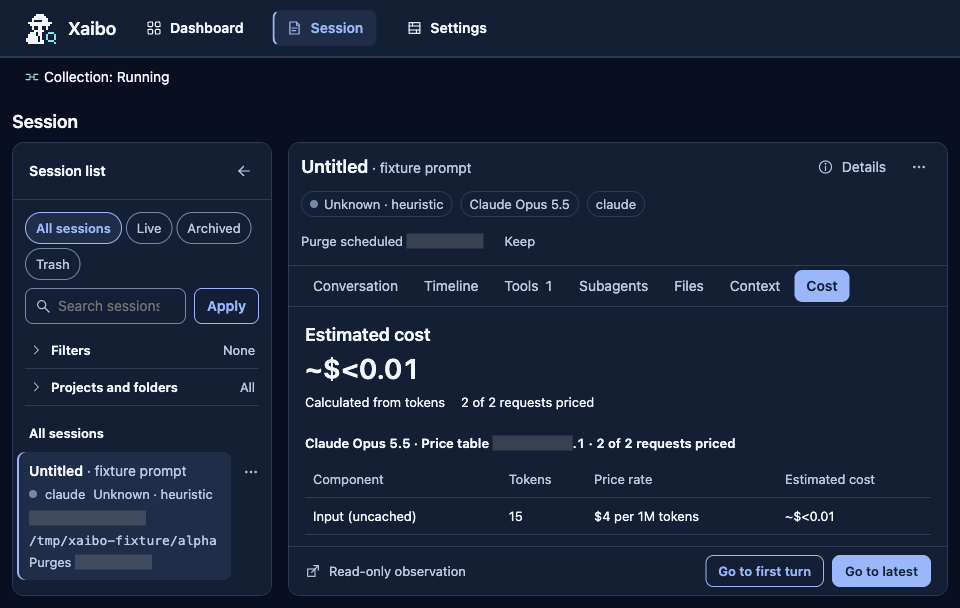 Xaibo Dashboard Session Settings
Collection: Running
Session
Session list
All sessions Live Archived
Trash
Search sessions Apply
Filters None
Projects and folders All
All sessions
Untitled · fixture prompt
claude Unknown · heuristic
/tmp/xaibo-fixture/alpha
Purges
Untitled · fixture prompt Details
Unknown · heuristic Claude Opus 5.5 claude
Purge scheduled Keep
Conversation Timeline Tools 1 Subagents Files Context Cost
Estimated cost
~$<0.01
Calculated from tokens 2 of 2 requests priced
Claude Opus 5.5 · Price table .1 · 2 of 2 requests priced
Component Tokens Price rate Estimated cost
Input (uncached) 15 $4 per 1M tokens ~$<0.01
Read-only observation Go to first turn Go to latest